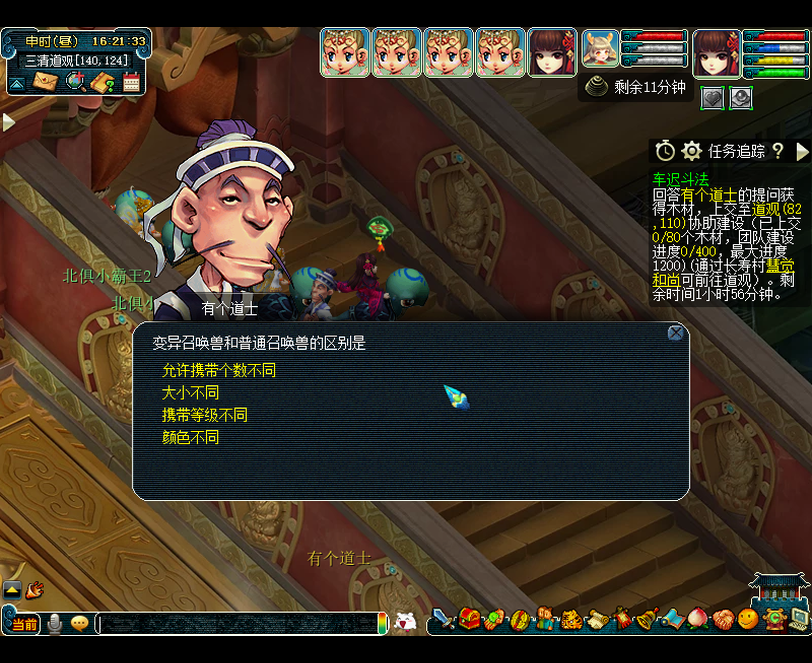 申时(昼) 16:21:33
三清道观[140,124]
剩余11分钟
任务追踪 ?
车迟斗法
回答有个道士的提问获
得木材，上交至道观(82
,110)协助建设（已上交
0/80个木材，团队建设
进度0/400，最大进度
1200)(通过长寿村慧觉
和尚可前往道观）。剩
余时间1小时56分钟。
北俱小霸王2
北俱小
有个道士
变异召唤兽和普通召唤兽的区别是
允许携带个数不同
大小不同
携带等级不同
颜色不同
有个道士
当前